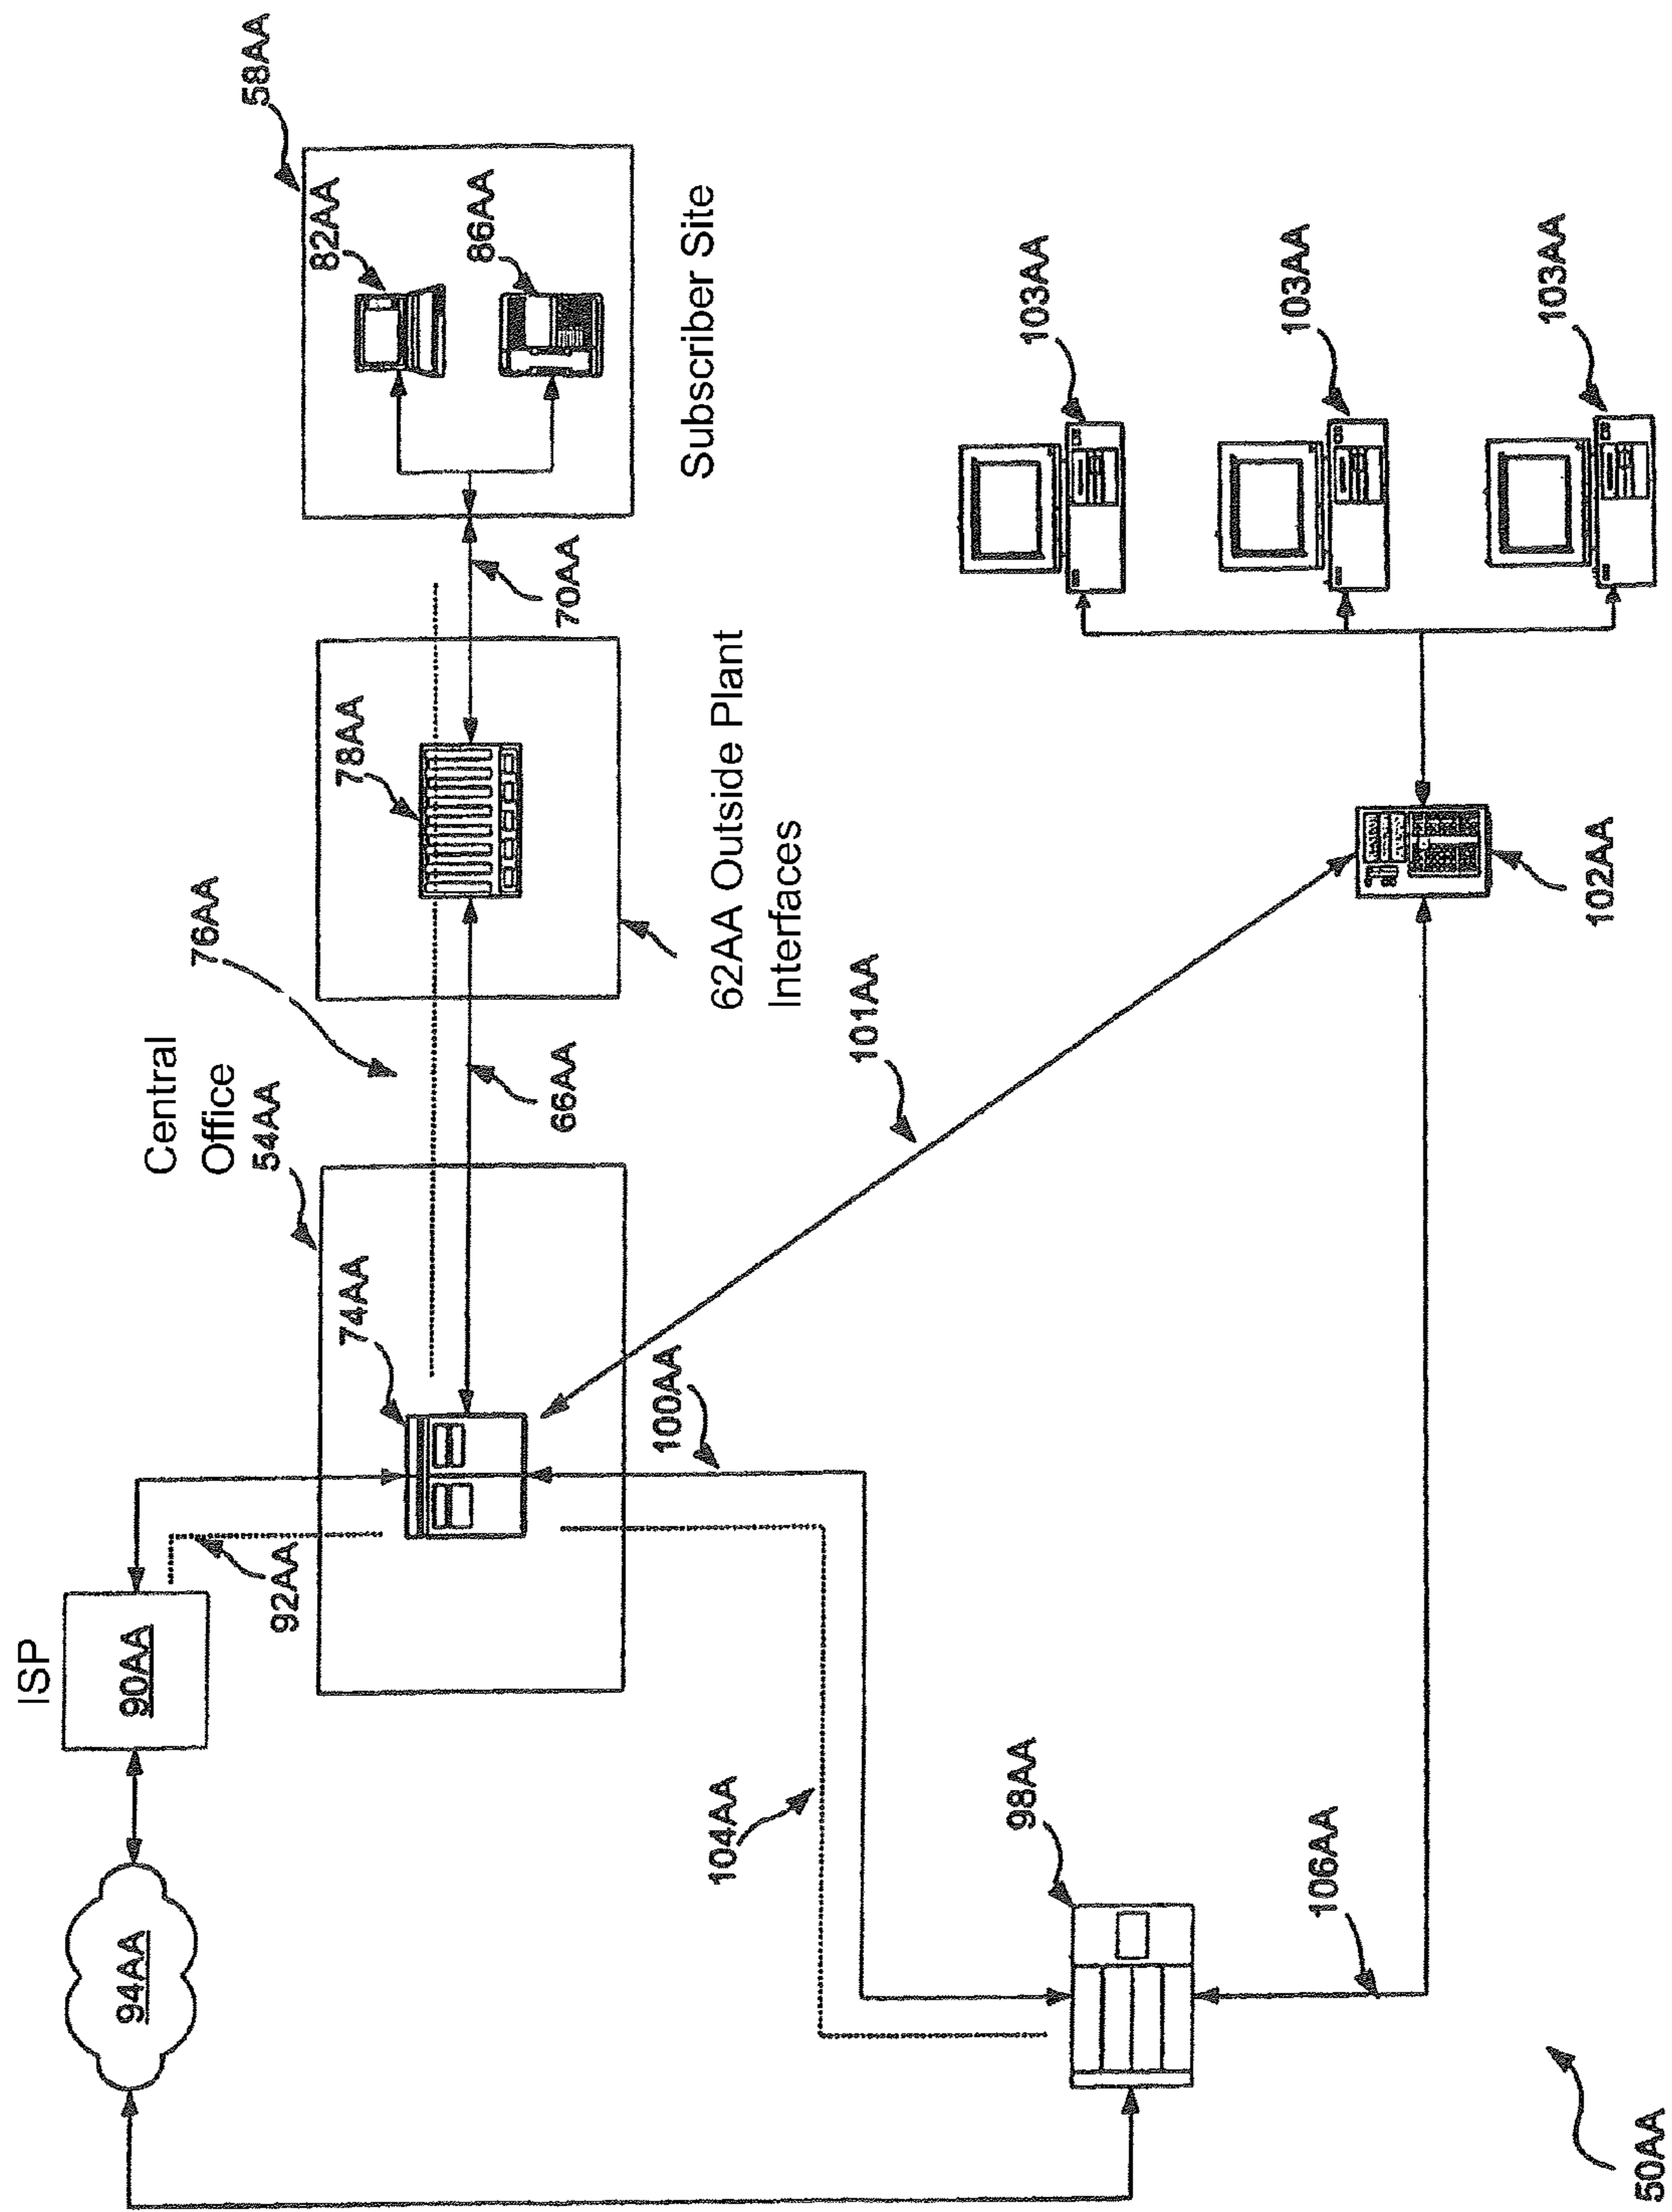 ISP
94AA
90AA
92AA
Central
Office
54AA
74AA
76AA
66AA
78AA
62AA Outside Plant
Interfaces
70AA
58AA
82AA
86AA
Subscriber Site
100AA
101AA
104AA
98AA
106AA
102AA
103AA
103AA
103AA
50AA